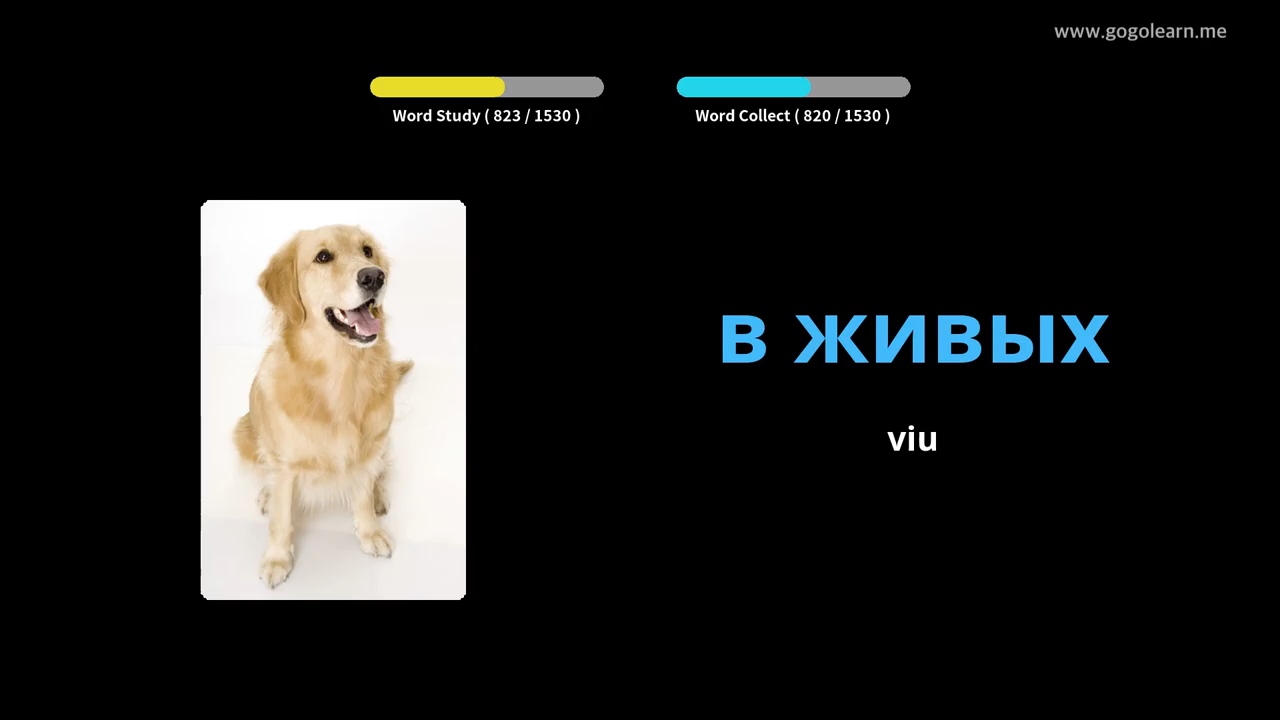 www.gogolearn.me
Word Study ( 823 / 1530 )
Word Collect ( 820 / 1530 )
в живых
viu